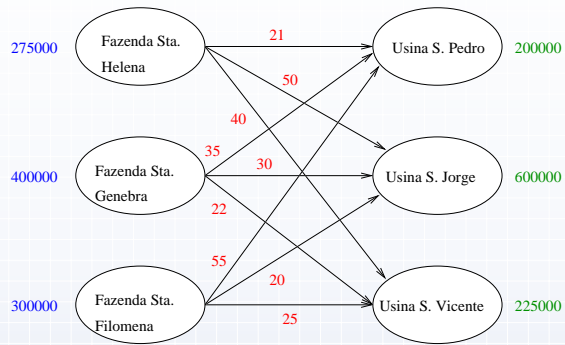 21
Fazenda Sta.
Helena
275000
Usina S. Pedro
200000
50
40
35
Fazenda Sta.
Genebra
400000
30
Usina S. Jorge
600000
22
55
20
Fazenda Sta.
Filomena
300000
25
Usina S. Vicente
225000